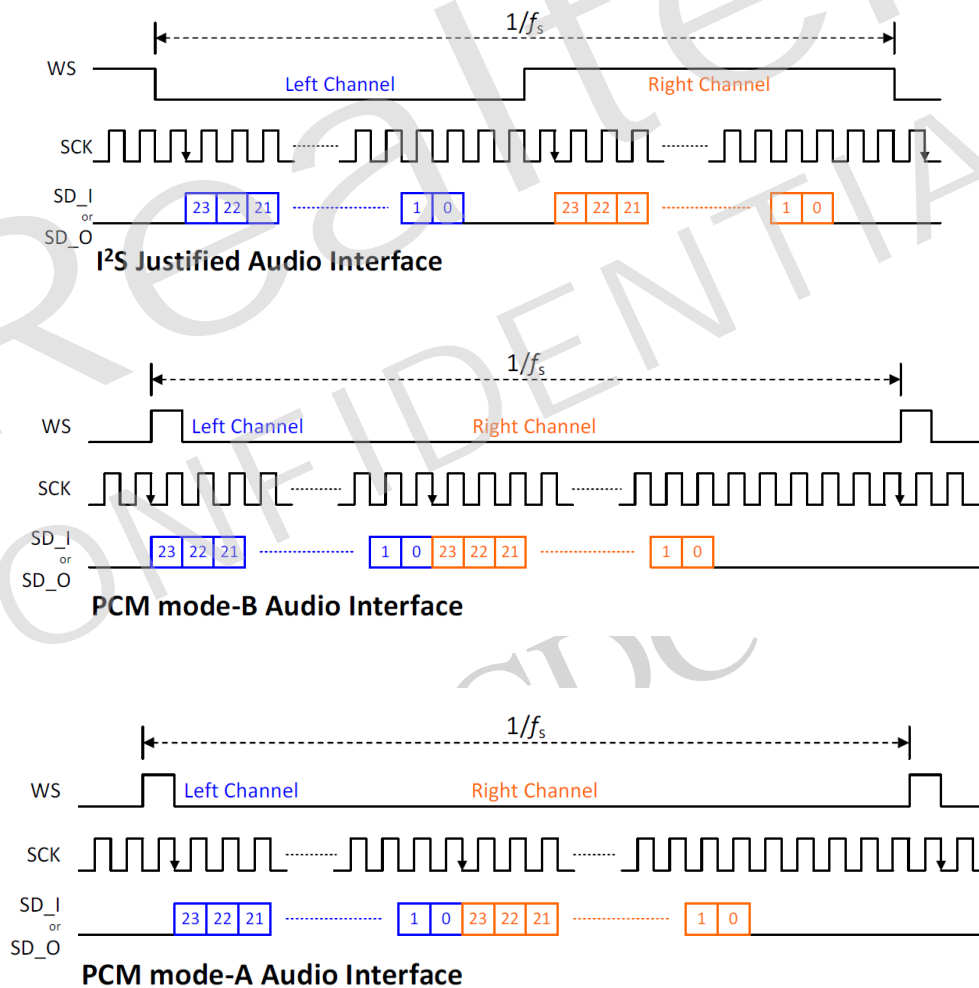 Realtek
CONFIDENTIAL
1/fs
WS
Left Channel
Right Channel
SCK
SD_I
or
SD_O
23 22 21
1 0
23 22 21
1 0
I²S Justified Audio Interface
1/fs
WS
Left Channel
Right Channel
SCK
SD_I
or
SD_O
23 22 21
1 0 23 22 21
1 0
PCM mode-B Audio Interface
1/fs
WS
Left Channel
Right Channel
SCK
SD_I
or
SD_O
23 22 21
1 0 23 22 21
1 0
PCM mode-A Audio Interface